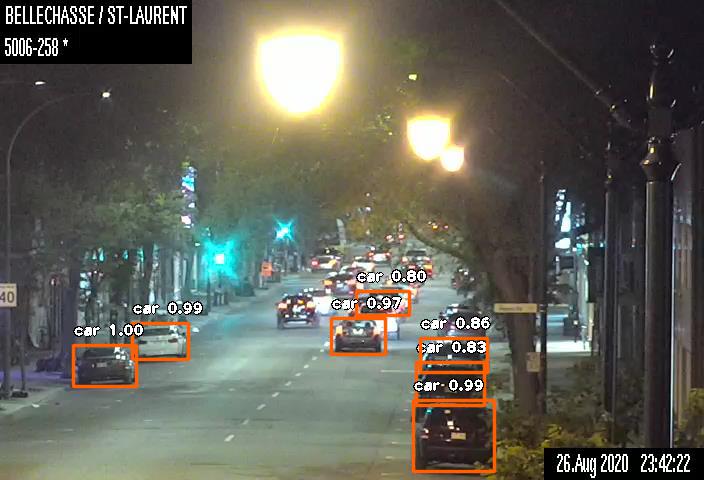 BELLECHASSE / ST-LAURENT
5006-258 *
car 0.80
car 0.99
car 0.97
car 1.00
car 0.86
car 0.83
car 0.99
40
26.Aug 2020 23:42:22